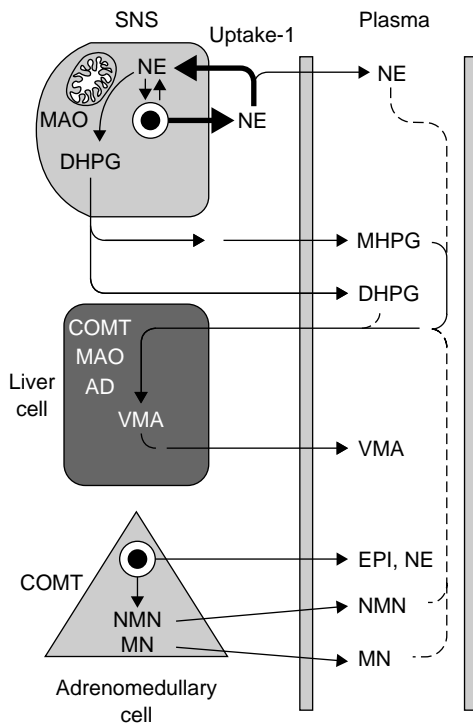 SNS
Plasma
Uptake-1
NE
NE
NE
MAO
DHPG
MHPG
DHPG
COMT
MAO
AD
Liver
cell
VMA
VMA
EPI, NE
COMT
NMN
NMN
MN
MN
Adrenomedullary
cell